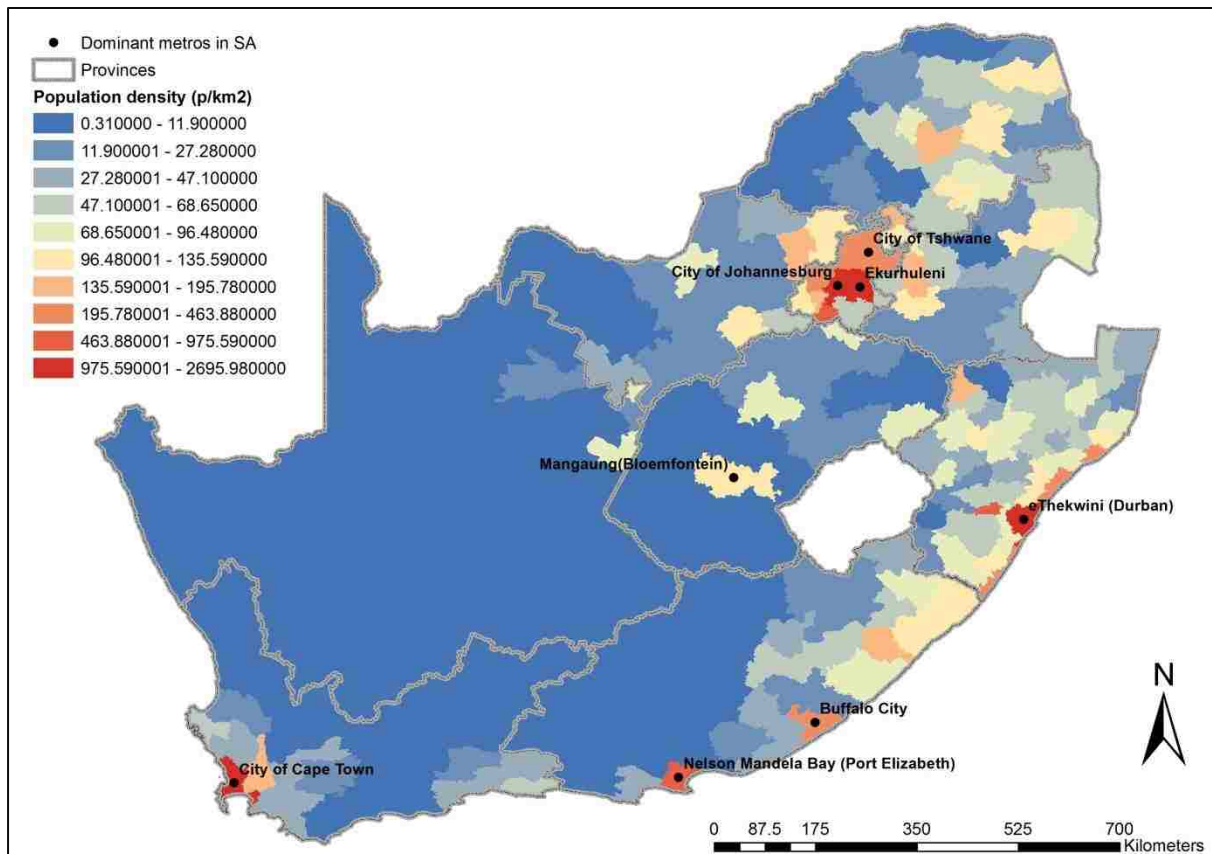 Dominant metros in SA
Provinces
Population density (p/km2)
0.310000 - 11.900000
11.900001 - 27.280000
27.280001 - 47.100000
47.100001 - 68.650000
68.650001 - 96.480000
96.480001 - 135.590000
135.590001 - 195.780000
195.780001 - 463.880000
463.880001 - 975.590000
975.590001 - 2695.980000
City of Tshwane
City of Johannesburg
Ekurhuleni
Mangaung(Bloemfontein)
eThekwini (Durban)
Buffalo City
Nelson Mandela Bay (Port Elizabeth)
City of Cape Town
N
0 87.5 175 350 525 700
Kilometers